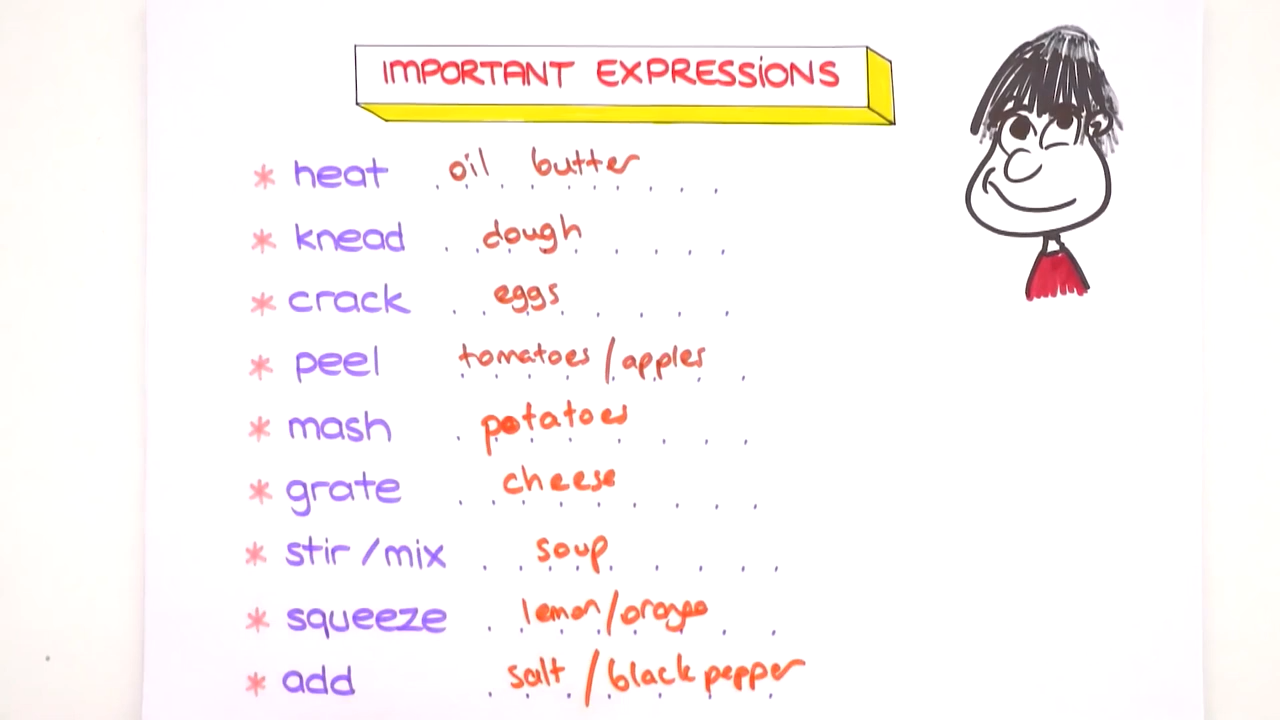 IMPORTANT EXPRESSIONS
* heat oil butter
* knead dough
* crack eggs
* peel tomatoes / apples
* mash potatoes
* grate cheese
* stir / mix soup
* squeeze lemon / orange
* add salt / black pepper